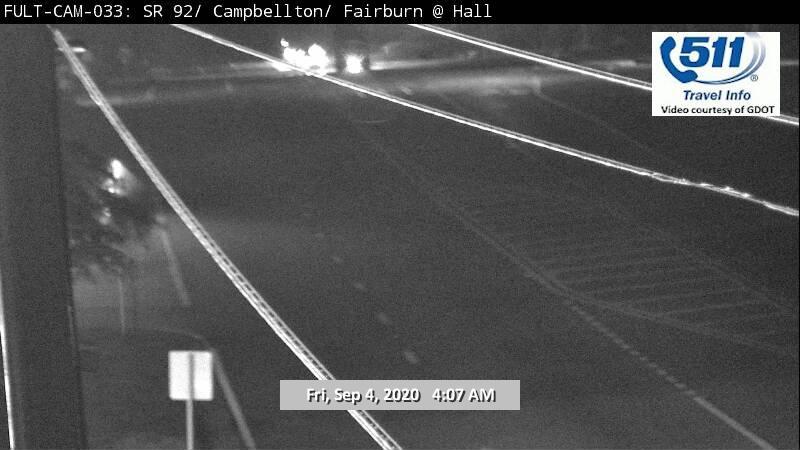 FULT-CAM-033: SR 92/ Campbellton/ Fairburn @ Hall
511
®
Travel Info
Video courtesy of GDOT
Fri, Sep 4, 2020 4:07 AM